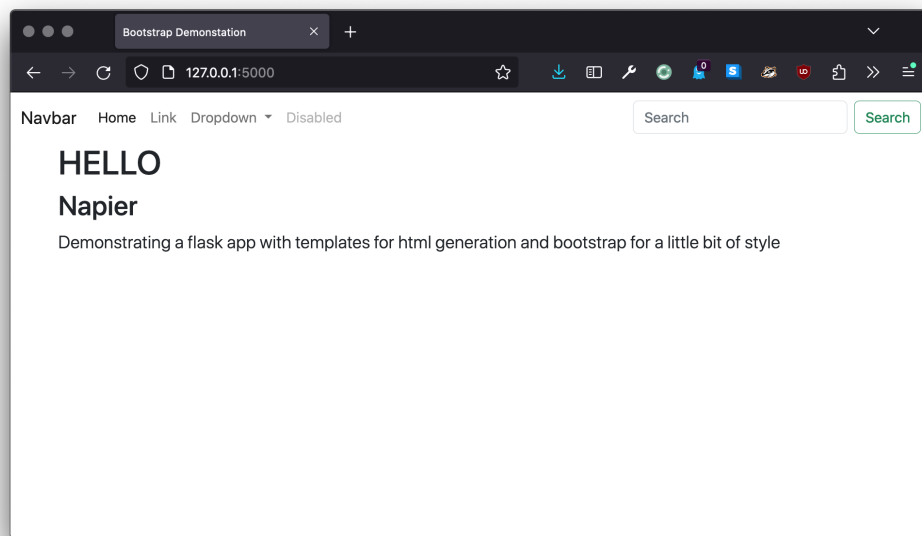 Bootstrap Demonstation
127.0.0.1:5000
0 S
Navbar Home Link Dropdown Disabled Search Search
HELLO
Napier
Demonstrating a flask app with templates for html generation and bootstrap for a little bit of style